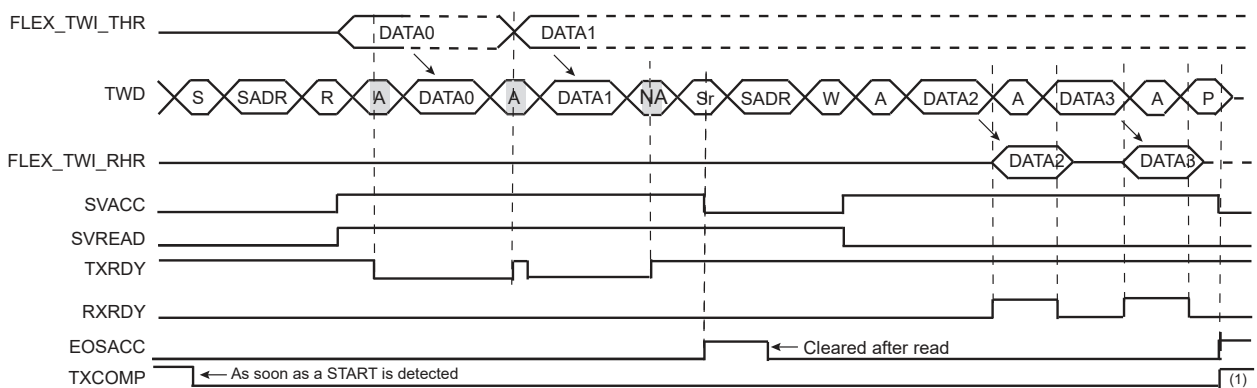 FLEX_TWI_THR DATA0 DATA1
TWD S SADR R A DATA0 A DATA1 NA Sr SADR W A DATA2 A DATA3 A P
FLEX_TWI_RHR DATA2 DATA3
SVACC
SVREAD
TXRDY
RXRDY
EOSACC Cleared after read
TXCOMP As soon as a START is detected (1)